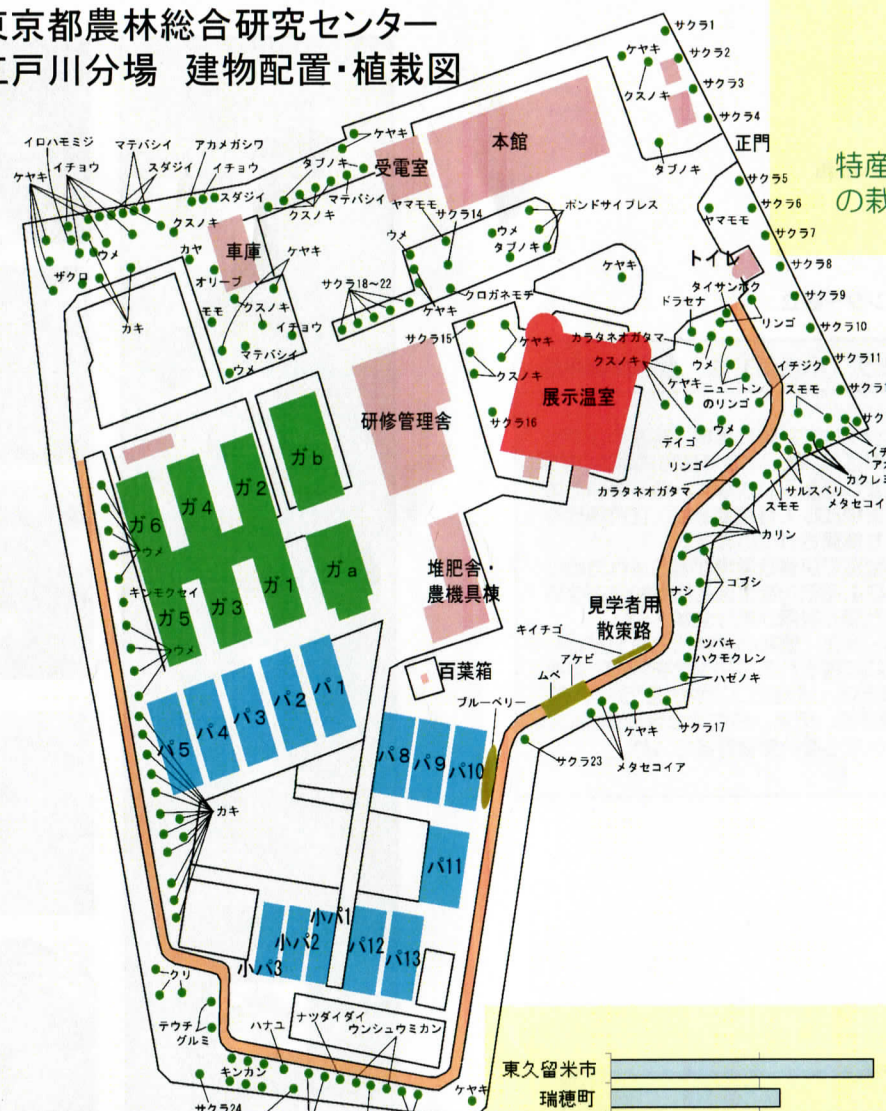 東京都農林総合研究センター
江戸川分場 建物配置・植栽図
サクラ1
サクラ2
サクラ3
サクラ4
ケヤキ
クスノキ
タブノキ
正門
特産
の栽
サクラ5
サクラ6
サクラ7
ヤマモモ
トイレ
サクラ8
サクラ9
サクラ10
サクラ11
イロハモミジ
マテバシイ
アカメガシワ
ケヤキ
イチョウ
スダジイ
イチョウ
スダジイ
クスノキ
ウメ
ザクロ
カキ
カヤ
車庫
オリーブ
モモ
クスノキ
ケヤキ
イチョウ
マテバシイ
ウメ
タブノキ
クスノキ
マテバシイ
ケヤキ
受電室
本館
ヤマモモ
サクラ14
ウメ
ウメ
タブノキ
ポンドサイプレス
ケヤキ
サクラ18~22
ケヤキ
クロガネモチ
サクラ15
ケヤキ
クスノキ
サクラ16
カラタネオガタマ
クスノキ
ドラセナ
タイサンボク
リンゴ
ウメ
ニュートン
のリンゴ
イチジク
スモモ
ケヤキ
デイゴ
ウメ
リンゴ
カラタネオガタマ
展示温室
研修管理舎
カクレミ
メタセコイ
サルスベリ
スモモ
カリン
コブシ
ナシ
ツバキ
ハクモクレン
ハゼノキ
サクラ17
ケヤキ
メタセコイア
サクラ23
見学者用
散策路
キイチゴ
アケビ
ムベ
ブルーベリー
堆肥舎・
農機具棟
百葉箱
ガb
ガ2
ガ4
ガ6
ガa
ガ1
ガ3
ガ5
ウメ
キンモクセイ
ウメ
パ1
パ2
パ3
パ4
パ5
パ8
パ9
パ10
パ11
カキ
小パ1
小パ2
小パ3
パ12
パ13
クリ
テウチ
グルミ
ハナユ
ナツダイダイ
ウンシュウミカン
キンカン
サクラ24
ケヤキ
東久留米市
瑞穂町